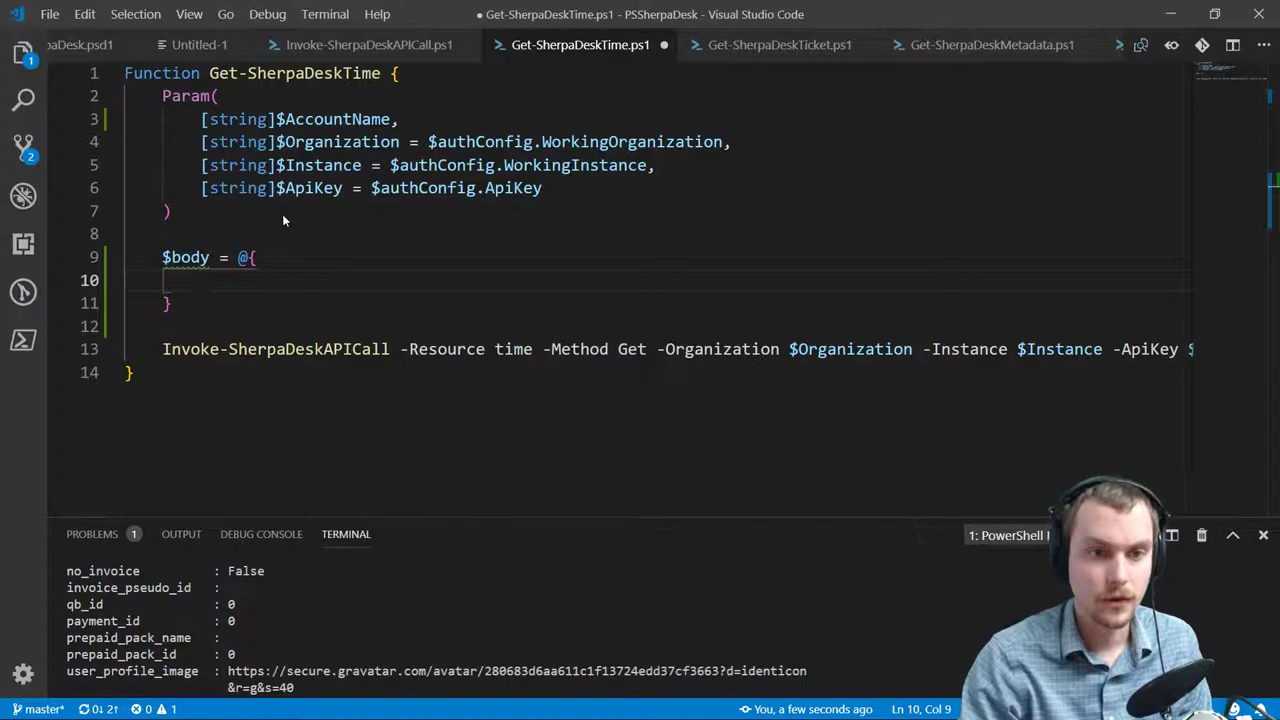 File Edit Selection View Go Debug Terminal Help
● Get-SherpaDeskTime.ps1 - PSSherpaDesk - Visual Studio Code
paDesk.psd1 Untitled-1 Invoke-SherpaDeskAPICall.ps1 Get-SherpaDeskTime.ps1 ● Get-SherpaDeskTicket.ps1 Get-SherpaDeskMetadata.ps1
1 Function Get-SherpaDeskTime {
2 Param(
3 [string]$AccountName,
4 [string]$Organization = $authConfig.WorkingOrganization,
5 [string]$Instance = $authConfig.WorkingInstance,
6 [string]$ApiKey = $authConfig.ApiKey
7 )
8
9 $body = @{
10
11 }
12
13 Invoke-SherpaDeskAPICall -Resource time -Method Get -Organization $Organization -Instance $Instance -ApiKey $
14 }
1
2
PROBLEMS 1 OUTPUT DEBUG CONSOLE TERMINAL 1: PowerShell
no_invoice : False
invoice_pseudo_id :
qb_id : 0
payment_id : 0
prepaid_pack_name :
prepaid_pack_id : 0
user_profile_image : https://secure.gravatar.com/avatar/280683d6aa611c1f13724edd37cf3663?d=identicon
&r=g&s=40
master* 0↓ 2↑ 0 1 You, a few seconds ago Ln 10, Col 9